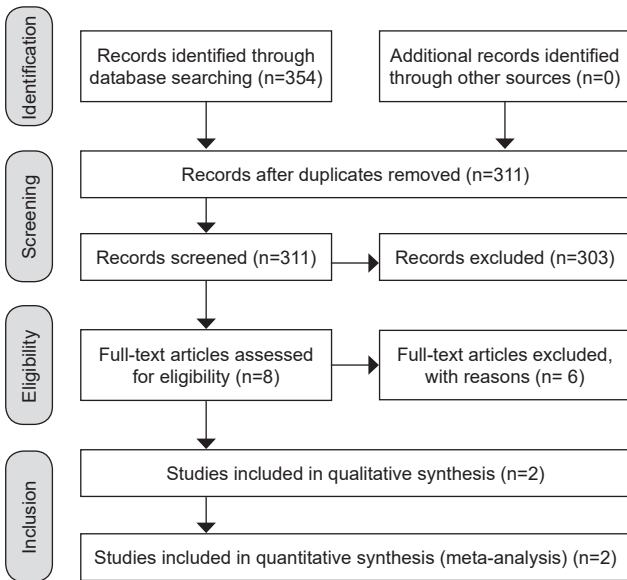 Identification
Records identified through
database searching (n=354)
Additional records identified
through other sources (n=0)
Screening
Records after duplicates removed (n=311)
Records screened (n=311)
Records excluded (n=303)
Eligibility
Full-text articles assessed
for eligibility (n=8)
Full-text articles excluded,
with reasons (n= 6)
Inclusion
Studies included in qualitative synthesis (n=2)
Studies included in quantitative synthesis (meta-analysis) (n=2)